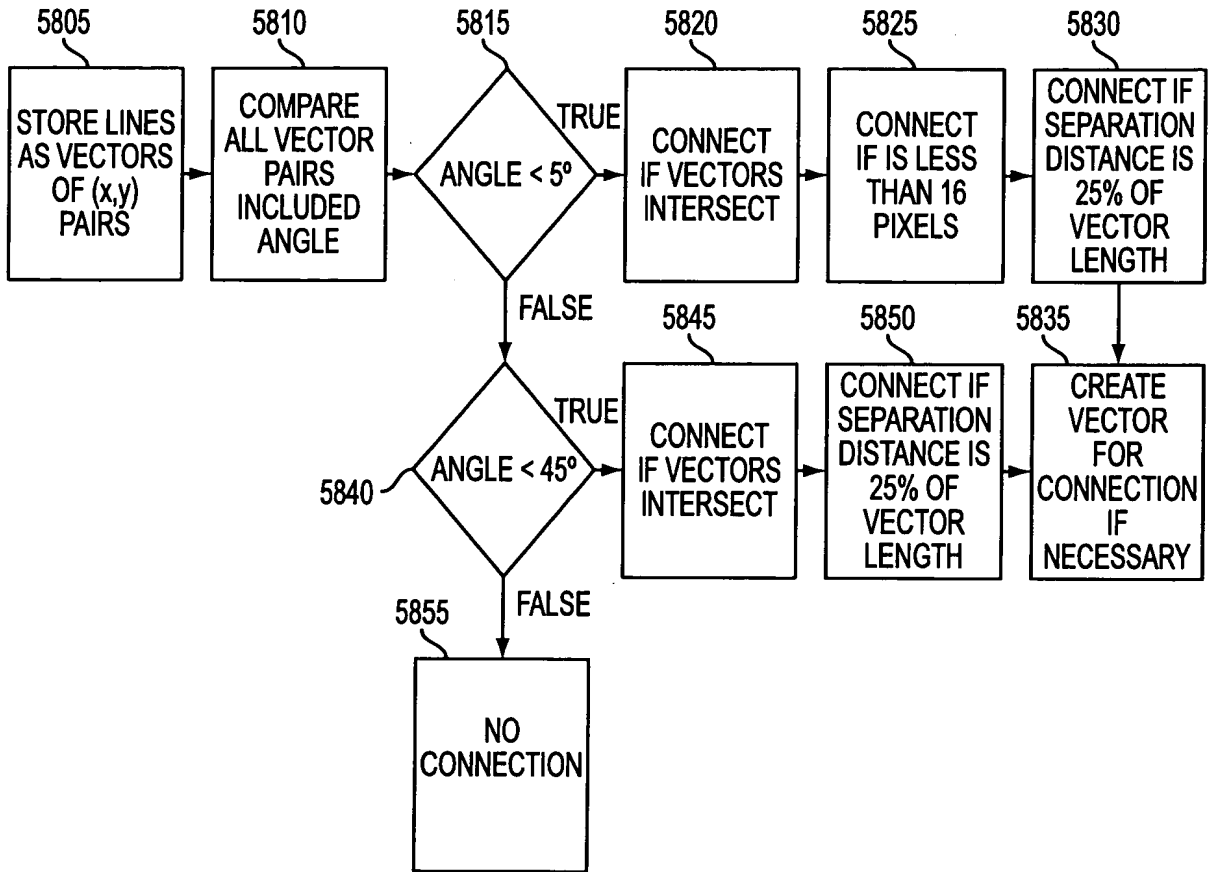 5805
STORE LINES
AS VECTORS
OF (x,y)
PAIRS
5810
COMPARE
ALL VECTOR
PAIRS
INCLUDED
ANGLE
5815
ANGLE < 5º
TRUE
FALSE
5820
CONNECT
IF VECTORS
INTERSECT
5825
CONNECT
IF IS LESS
THAN 16
PIXELS
5830
CONNECT IF
SEPARATION
DISTANCE IS
25% OF
VECTOR
LENGTH
5840
ANGLE < 45º
TRUE
FALSE
5845
CONNECT
IF VECTORS
INTERSECT
5850
CONNECT IF
SEPARATION
DISTANCE IS
25% OF
VECTOR
LENGTH
5835
CREATE
VECTOR
FOR
CONNECTION
IF
NECESSARY
5855
NO
CONNECTION